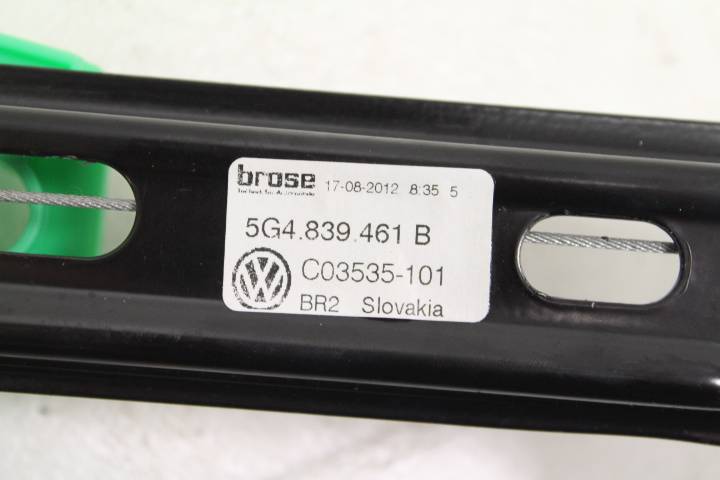 brose 17-08-2012 8:35 5
5G4.839.461 B
C03535-101
BR2 Slovakia